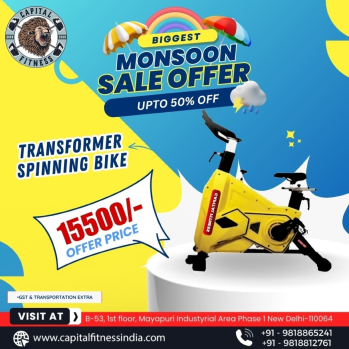 CAPITAL
FITNESS
BIGGEST
MONSOON
SALE OFFER
UPTO 50% OFF
TRANSFORMER
SPINNING BIKE
15500/-
OFFER PRICE
+GST & TRANSPORTATION EXTRA
VISIT AT
B-53, 1st floor, Mayapuri Industyrial Area Phase 1 New Delhi-110064
www.capitalfitnessindia.com
+91 - 9818865241
+91 - 9818812761